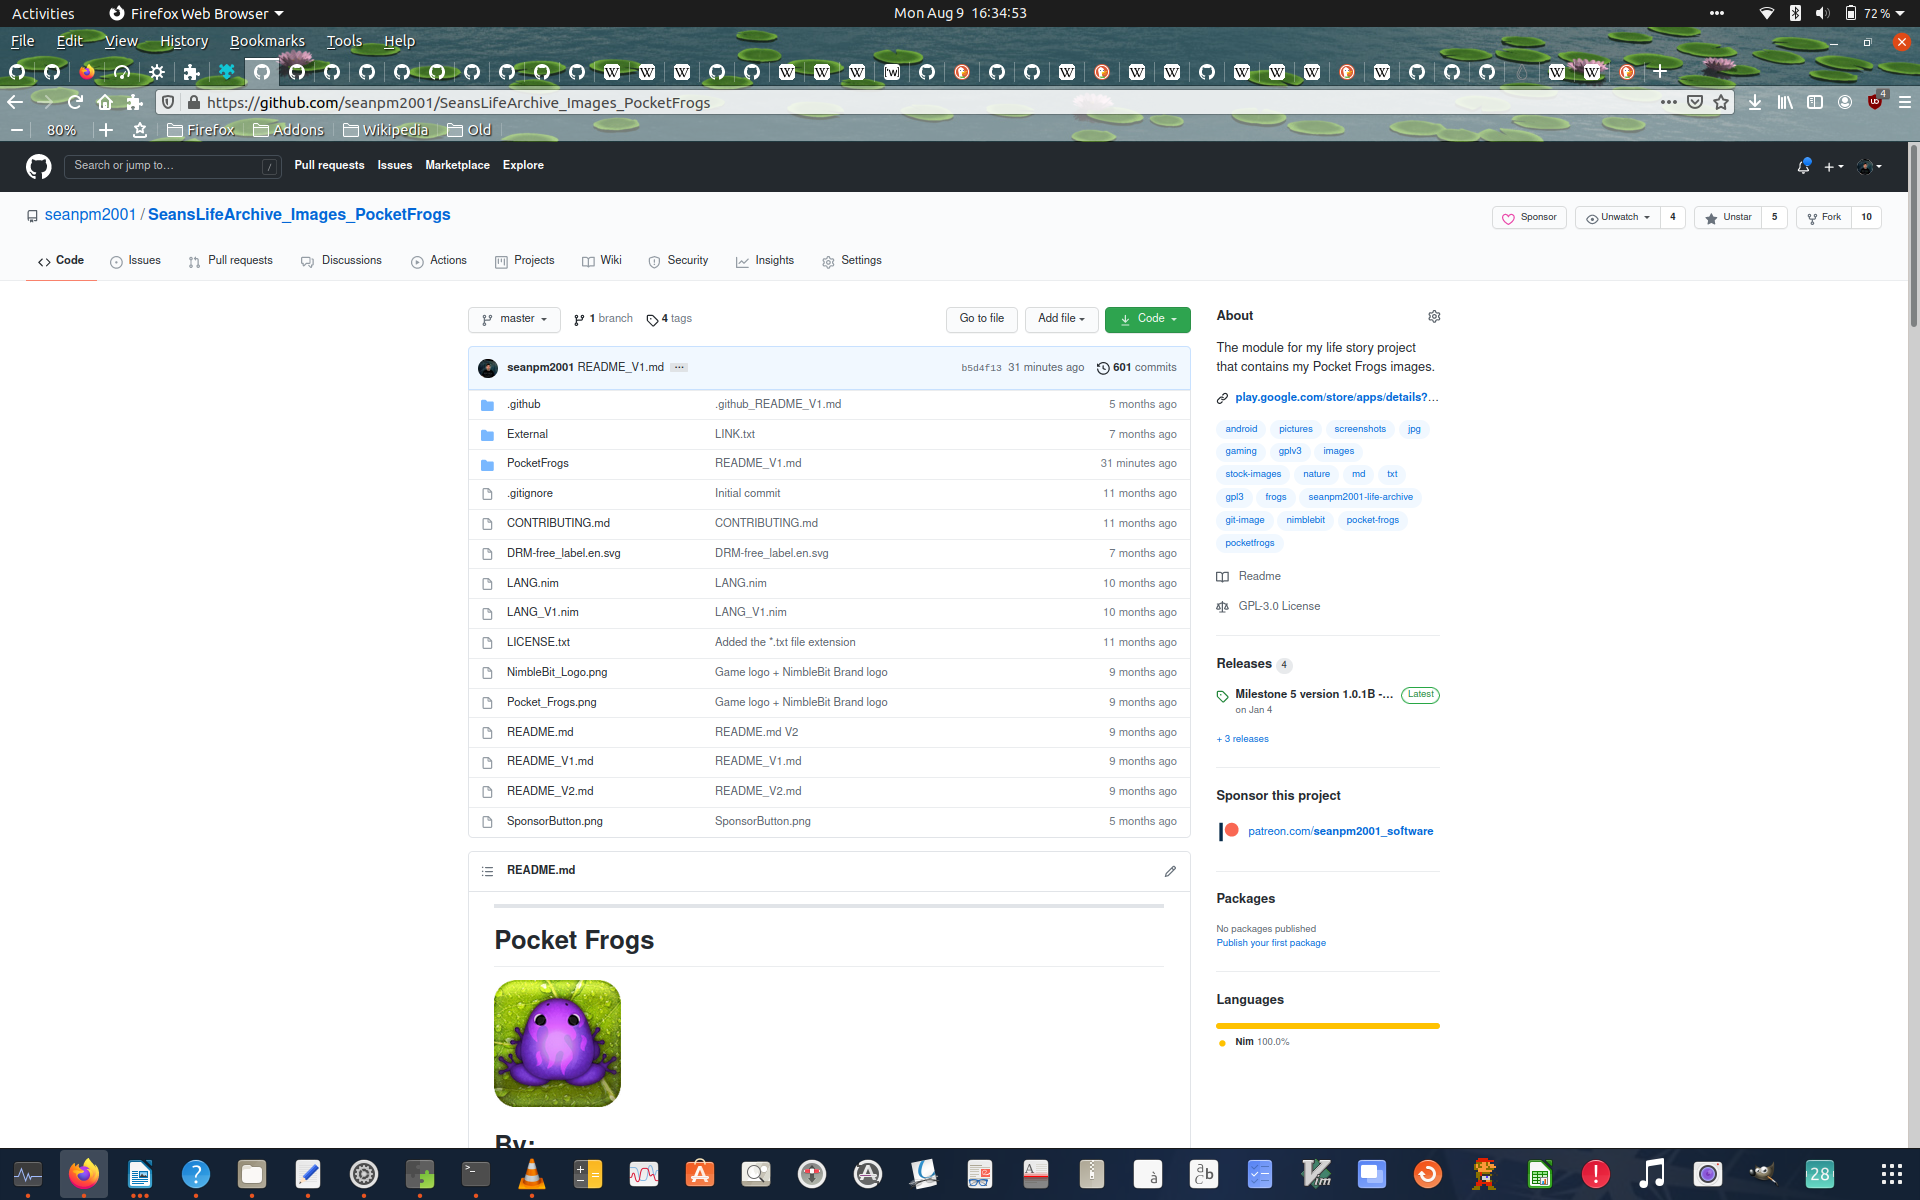 Activities
Firefox Web Browser
Mon Aug 9 16:34:53
72 %
File Edit View History Bookmarks Tools Help
https://github.com/seanpm2001/SeansLifeArchive_Images_PocketFrogs
4
80%
Firefox Addons Wikipedia Old
Search or jump to…
/
Pull requests Issues Marketplace Explore
seanpm2001 / SeansLifeArchive_Images_PocketFrogs
Sponsor
Unwatch 4
Unstar 5
Fork 10
Code Issues Pull requests Discussions Actions Projects Wiki Security Insights Settings
master
1 branch
4 tags
Go to file
Add file
Code
seanpm2001 README_V1.md ...
b5d4f13 31 minutes ago
601 commits
.github .github_README_V1.md 5 months ago
External LINK.txt 7 months ago
PocketFrogs README_V1.md 31 minutes ago
.gitignore Initial commit 11 months ago
CONTRIBUTING.md CONTRIBUTING.md 11 months ago
DRM-free_label.en.svg DRM-free_label.en.svg 7 months ago
LANG.nim LANG.nim 10 months ago
LANG_V1.nim LANG_V1.nim 10 months ago
LICENSE.txt Added the *.txt file extension 11 months ago
NimbleBit_Logo.png Game logo + NimbleBit Brand logo 9 months ago
Pocket_Frogs.png Game logo + NimbleBit Brand logo 9 months ago
README.md README.md V2 9 months ago
README_V1.md README_V1.md 9 months ago
README_V2.md README_V2.md 9 months ago
SponsorButton.png SponsorButton.png 5 months ago
README.md
Pocket Frogs
By:
About
The module for my life story project
that contains my Pocket Frogs images.
play.google.com/store/apps/details?...
android pictures screenshots jpg
gaming gplv3 images
stock-images nature md txt
gpl3 frogs seanpm2001-life-archive
git-image nimblebit pocket-frogs
pocketfrogs
Readme
GPL-3.0 License
Releases 4
Milestone 5 version 1.0.1B -... Latest
on Jan 4
+ 3 releases
Sponsor this project
patreon.com/seanpm2001_software
Packages
No packages published
Publish your first package
Languages
Nim 100.0%
28